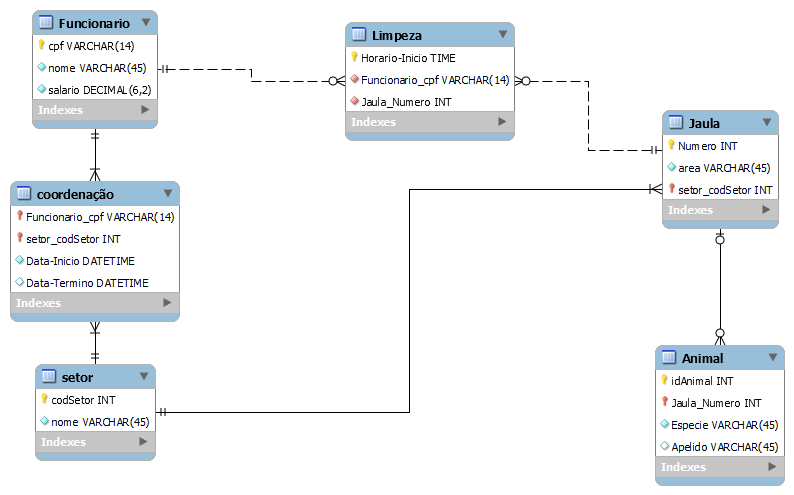 Funcionario
cpf VARCHAR(14)
nome VARCHAR(45)
salario DECIMAL(6,2)
Indexes
Limpeza
Horario-Inicio TIME
Funcionario_cpf VARCHAR(14)
Jaula_Numero INT
Indexes
Jaula
Numero INT
area VARCHAR(45)
setor_codSetor INT
Indexes
coordenação
Funcionario_cpf VARCHAR(14)
setor_codSetor INT
Data-Inicio DATETIME
Data-Termino DATETIME
Indexes
setor
codSetor INT
nome VARCHAR(45)
Indexes
Animal
idAnimal INT
Jaula_Numero INT
Especie VARCHAR(45)
Apelido VARCHAR(45)
Indexes